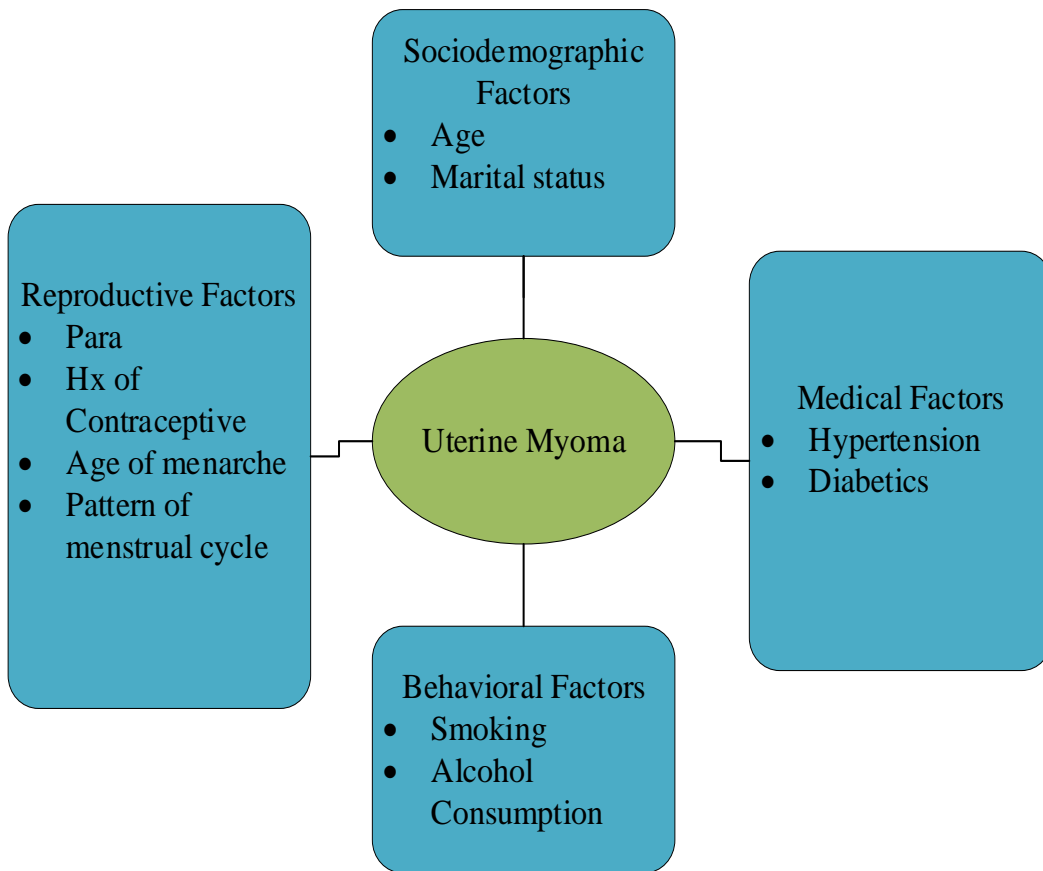 Sociodemographic
Factors
• Age
• Marital status
Reproductive Factors
• Para
• Hx of
Contraceptive
• Age of menarche
• Pattern of
menstrual cycle
Uterine Myoma
Medical Factors
• Hypertension
• Diabetics
Behavioral Factors
• Smoking
• Alcohol
Consumption